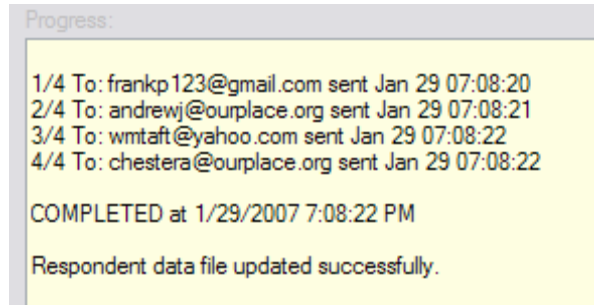 Progress:
1/4 To: frankp123@gmail.com sent Jan 29 07:08:20
2/4 To: andrewj@ourplace.org sent Jan 29 07:08:21
3/4 To: wmtaft@yahoo.com sent Jan 29 07:08:22
4/4 To: chestera@ourplace.org sent Jan 29 07:08:22
COMPLETED at 1/29/2007 7:08:22 PM
Respondent data file updated successfully.